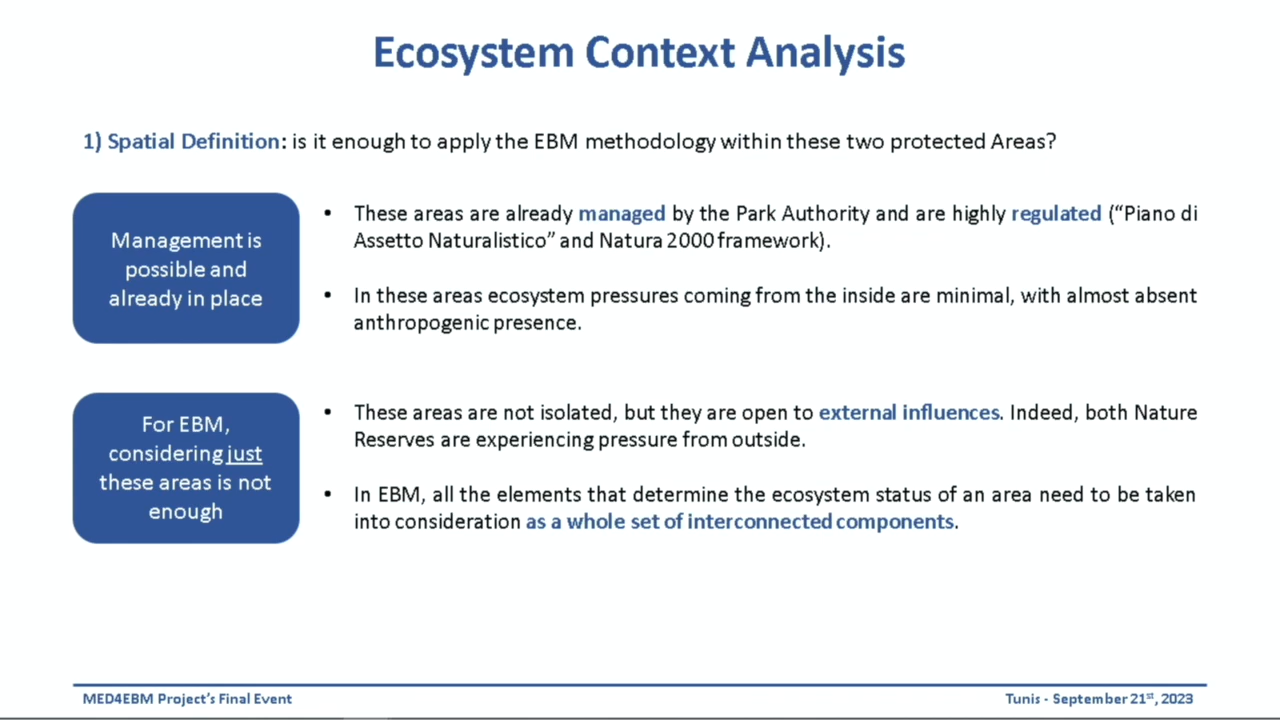 Ecosystem Context Analysis
1) Spatial Definition: is it enough to apply the EBM methodology within these two protected Areas?
Management is
possible and
already in place
• These areas are already managed by the Park Authority and are highly regulated (“Piano di
Assetto Naturalistico” and Natura 2000 framework).
• In these areas ecosystem pressures coming from the inside are minimal, with almost absent
anthropogenic presence.
For EBM,
considering just
these areas is not
enough
• These areas are not isolated, but they are open to external influences. Indeed, both Nature
Reserves are experiencing pressure from outside.
• In EBM, all the elements that determine the ecosystem status of an area need to be taken
into consideration as a whole set of interconnected components.
MED4EBM Project’s Final Event
Tunis - September 21st, 2023